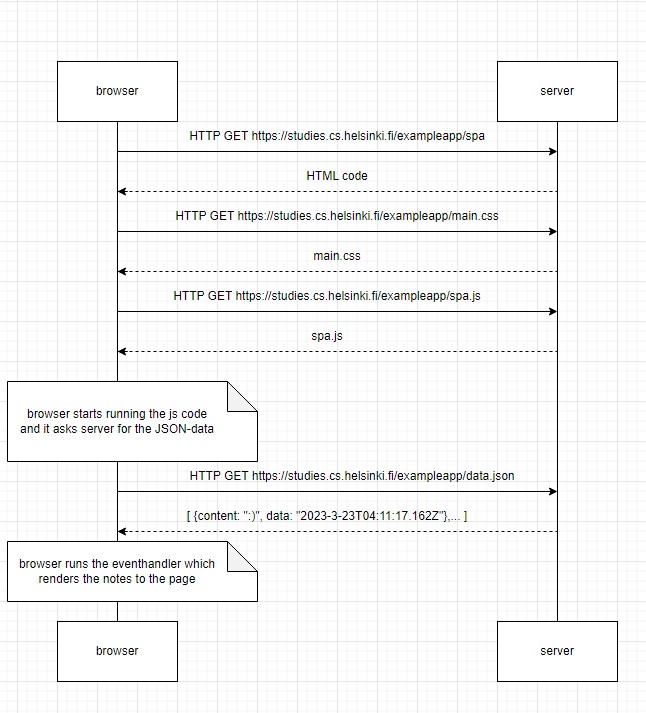 browser
server
HTTP GET https://studies.cs.helsinki.fi/exampleapp/spa
HTML code
HTTP GET https://studies.cs.helsinki.fi/exampleapp/main.css
main.css
HTTP GET https://studies.cs.helsinki.fi/exampleapp/spa.js
spa.js
browser starts running the js code
and it asks server for the JSON-data
HTTP GET https://studies.cs.helsinki.fi/exampleapp/data.json
[ {content: ":)", data: "2023-3-23T04:11:17.162Z"},... ]
browser runs the eventhandler which
renders the notes to the page
browser
server